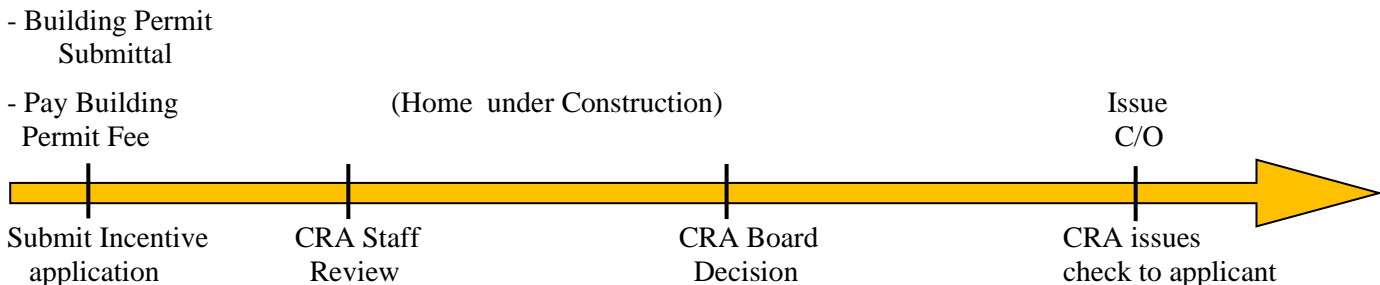 - Building Permit
Submittal
- Pay Building
Permit Fee
(Home under Construction)
Issue
C/O
Submit Incentive
application
CRA Staff
Review
CRA Board
Decision
CRA issues
check to applicant